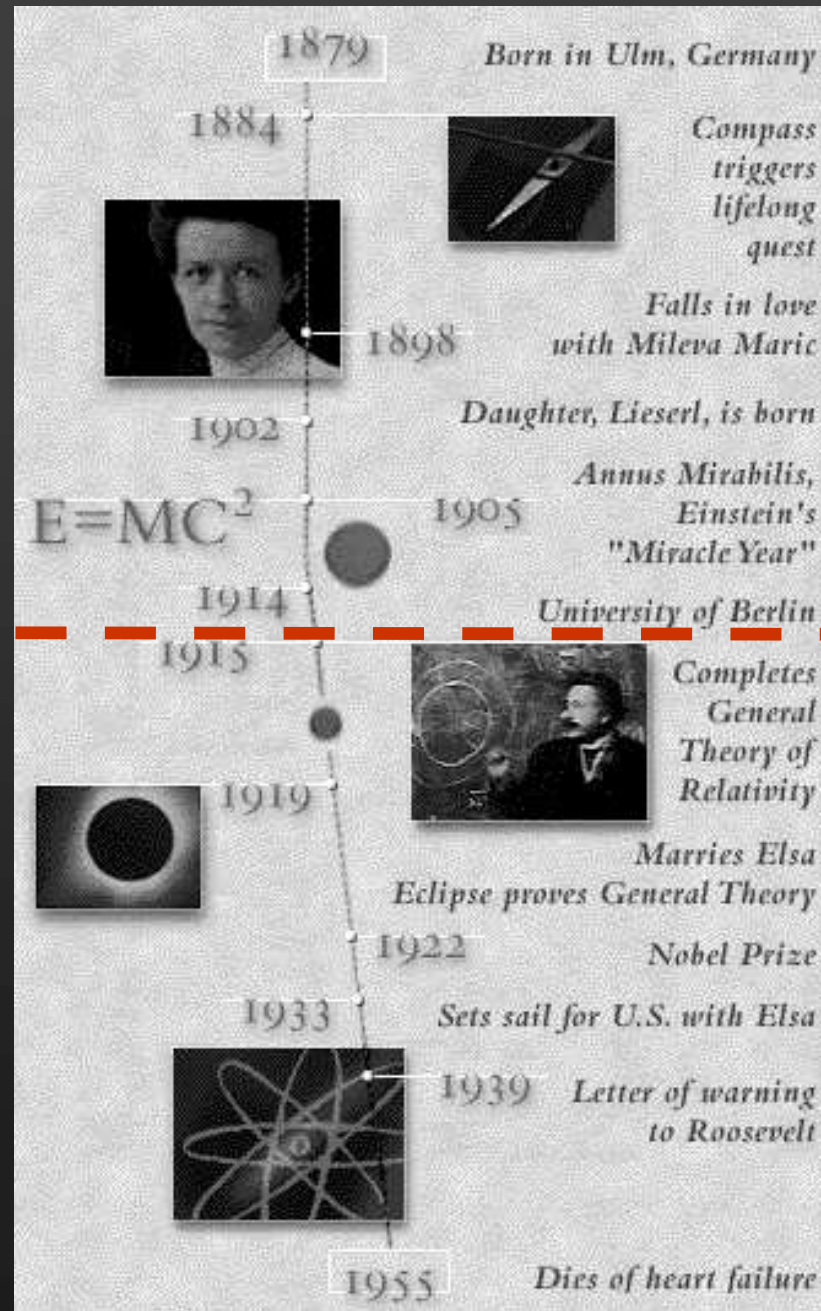 1879
Born in Ulm, Germany
1884
Compass
triggers
lifelong
quest
Falls in love
1898
with Mileva Maric
1902
Daughter, Lieserl, is born
E=MC²
1905
Annus Mirabilis,
Einstein's
"Miracle Year"
1914
University of Berlin
1915
Completes
General
Theory of
Relativity
1919
Marries Elsa
Eclipse proves General Theory
1922
Nobel Prize
1933
Sets sail for U.S. with Elsa
1939
Letter of warning
to Roosevelt
1955
Dies of heart failure